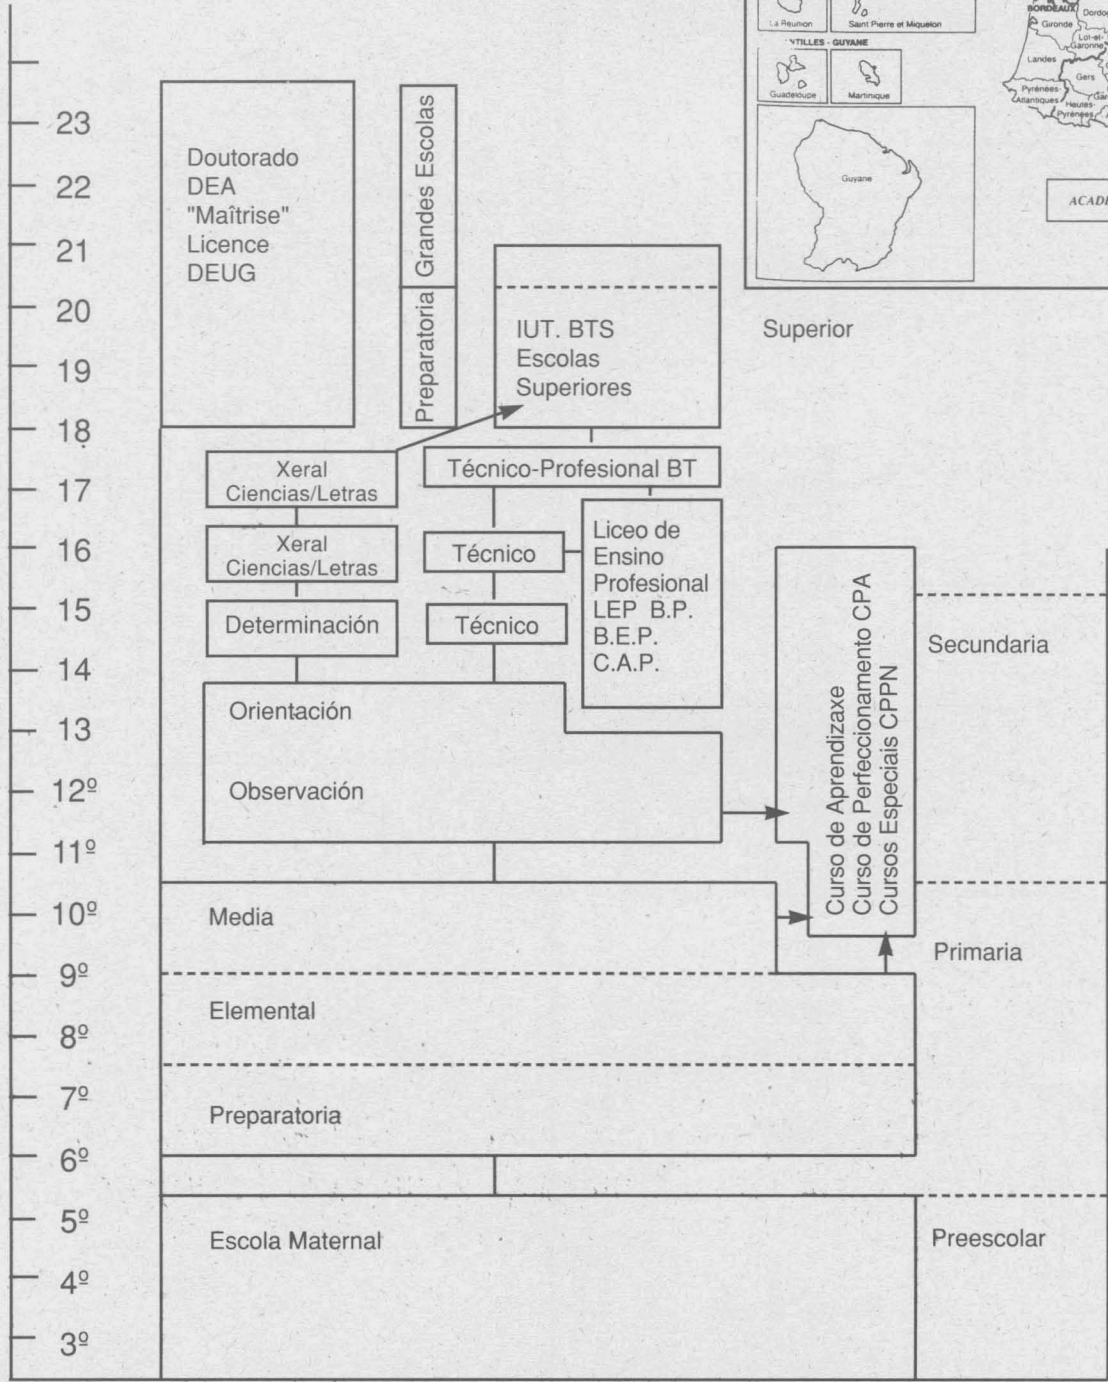 La Reunion
Saint Pierre et Miquelon
BORDEAUX
Gironde
Landes
Lot-et-
Garonne
Gers
Pyrénées-
Atlantiques
Hautes-
Pyrénées
GUYANE
Guadeloupe
Martinique
Guyane
23
22
21
20
19
18
17
16
15
14
13
12º
11º
10º
9º
8º
7º
6º
5º
4º
3º
Doutorado
DEA
"Maîtrise"
Licence
DEUG
Grandes Escolas
Preparatoria
IUT. BTS
Escolas
Superiores
Superior
Xeral
Ciencias/Letras
Técnico-Profesional BT
Xeral
Ciencias/Letras
Técnico
Liceo de
Ensino
Profesional
LEP B.P.
B.E.P.
C.A.P.
Determinación
Técnico
Secundaria
Orientación
Observación
Curso de Aprendizaxe
Curso de Perfeccionamento CPA
Cursos Especiais CPPN
Media
Primaria
Elemental
Preparatoria
Escola Maternal
Preescolar